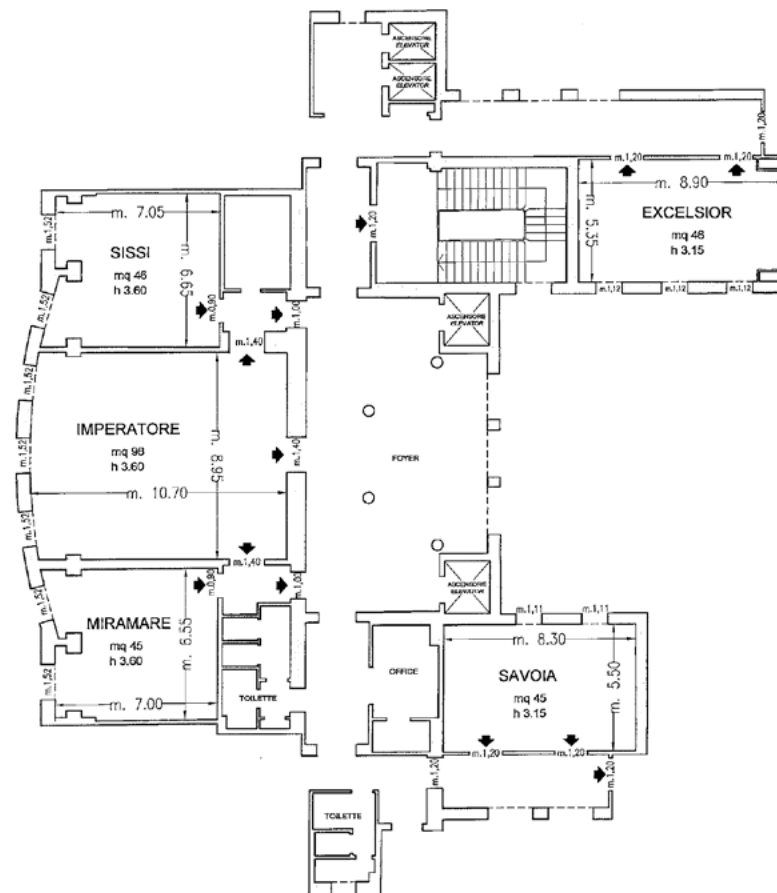 ASCENSORE
ELEVATOR
ASCENSORE
ELEVATOR
m.1,20
m.1,20
m.1,20
m. 8.90
m. 5.35
EXCELSIOR
mq 46
h 3.15
m.1,12
m.1,12
m.1,12
m.1,20
m.1,52
m. 7.05
SISSI
mq 46
h 3.60
m. 6.65
m.1,52
m.0,90
m.1,00
m.1,40
ASCENSORE
ELEVATOR
m.1,52
IMPERATORE
mq 96
h 3.60
m. 8.95
m. 10.70
m.1,52
m.1,40
FOYER
m.1,52
m.1,40
m.1,52
m.0,90
m.1,00
ASCENSORE
ELEVATOR
MIRAMARE
mq 45
h 3.60
m. 6.55
m. 7.00
m.1,52
TOILETTE
OFFICE
m.1,11
m.1,11
m. 8.30
m. 5.50
SAVOIA
mq 45
h 3.15
m.1,20
m.1,20
m.1,20
m.1,20
TOILETTE